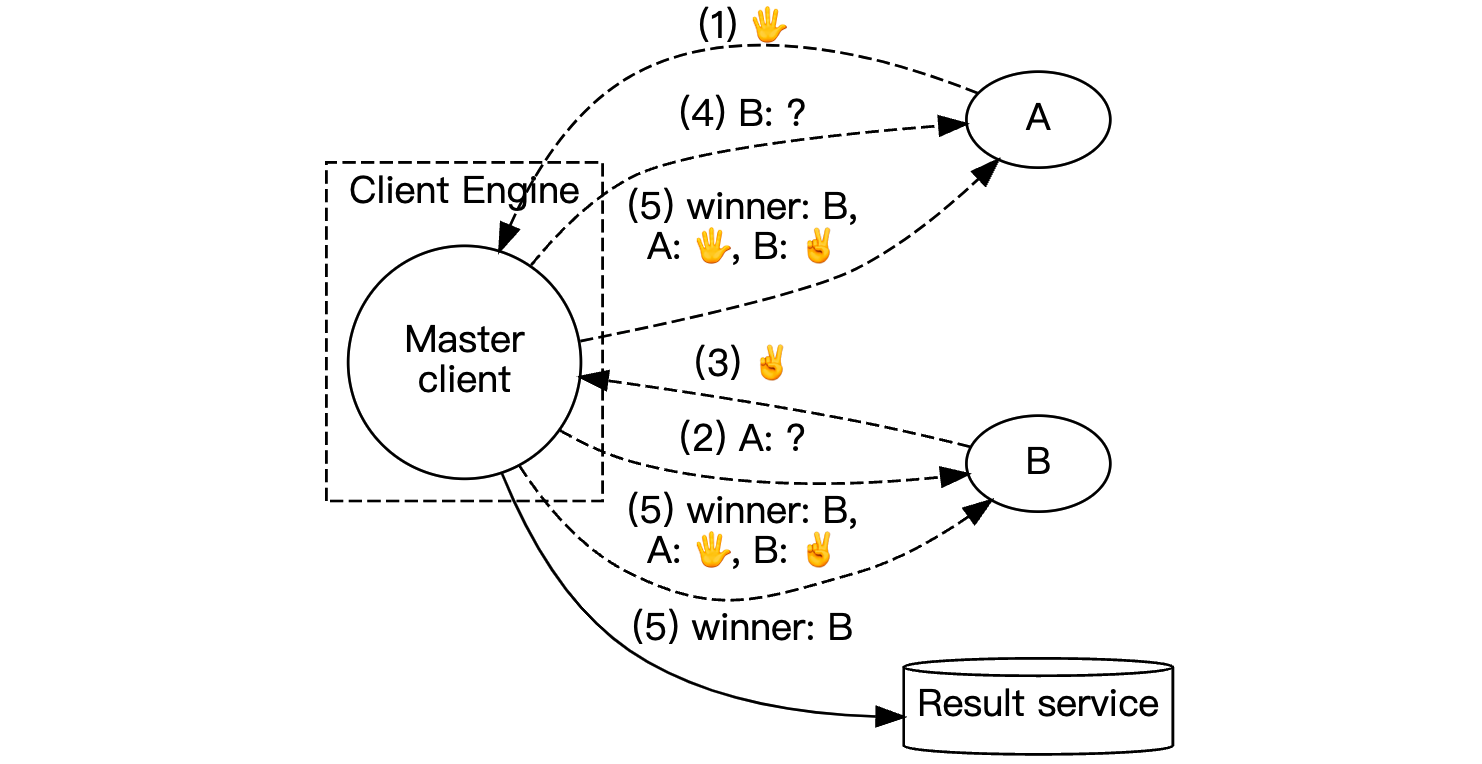 (1) 🖐
(4) B: ?
A
Client Engine
(5) winner: B,
A: 🖐, B: ✌
Master
client
(3) ✌
(2) A: ?
B
(5) winner: B,
A: 🖐, B: ✌
(5) winner: B
Result service